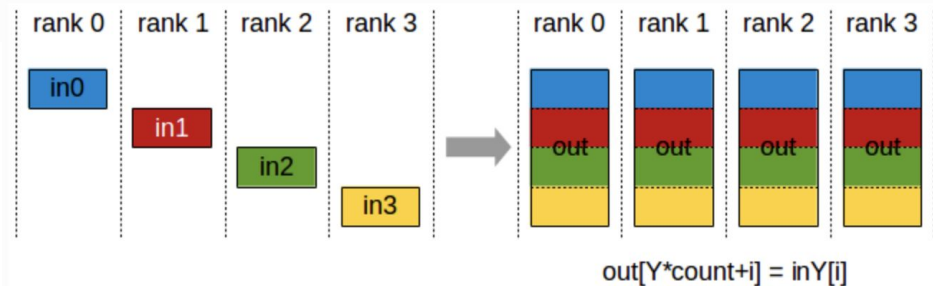 rank 0 rank 1 rank 2 rank 3 rank 0 rank 1 rank 2 rank 3
in0
in1
in2
in3
out out out out
out[Y*count+i] = inY[i]